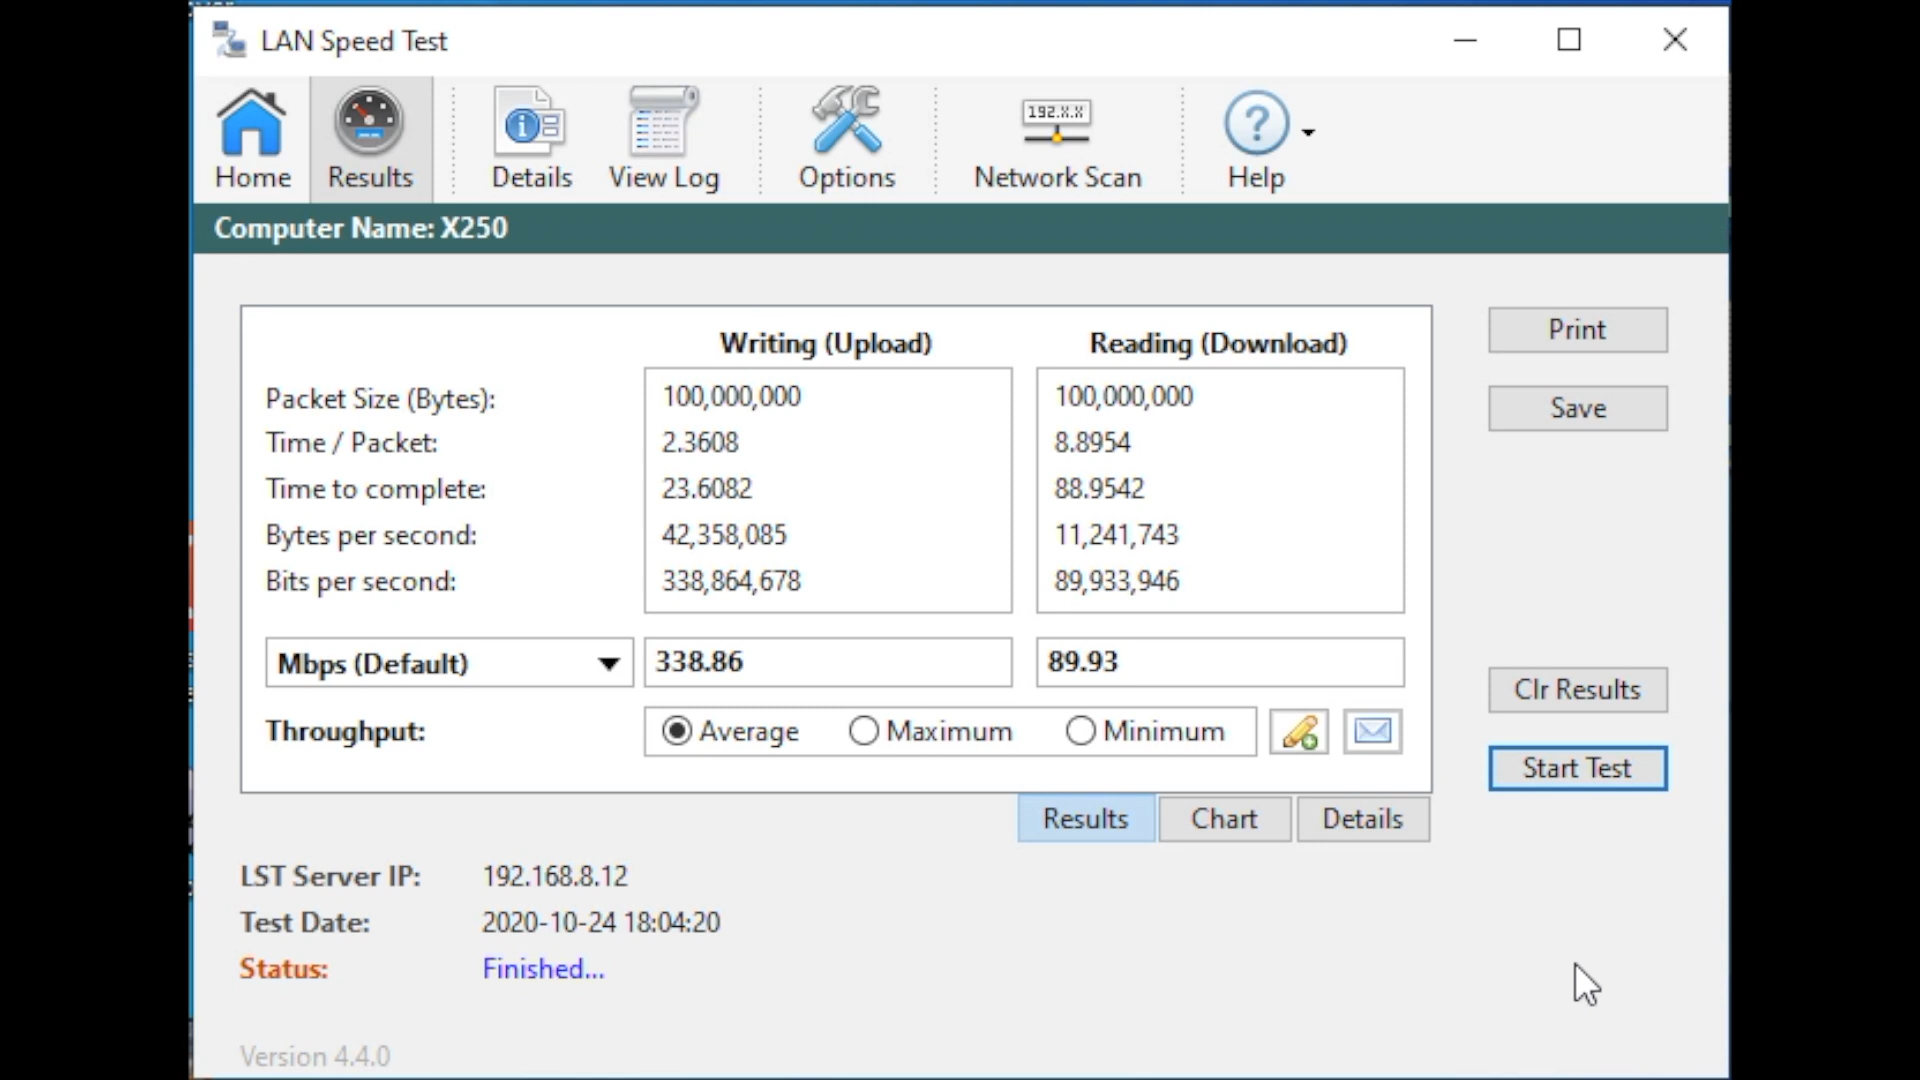 LAN Speed Test
192.X.X
Home Results Details View Log Options Network Scan Help
Computer Name: X250
Writing (Upload) Reading (Download) Print
Packet Size (Bytes): 100,000,000 100,000,000 Save
Time / Packet: 2.3608 8.8954
Time to complete: 23.6082 88.9542
Bytes per second: 42,358,085 11,241,743
Bits per second: 338,864,678 89,933,946
Mbps (Default) 338.86 89.93 Clr Results
Throughput: Average Maximum Minimum
Start Test
Results Chart Details
LST Server IP: 192.168.8.12
Test Date: 2020-10-24 18:04:20
Status: Finished...
Version 4.4.0